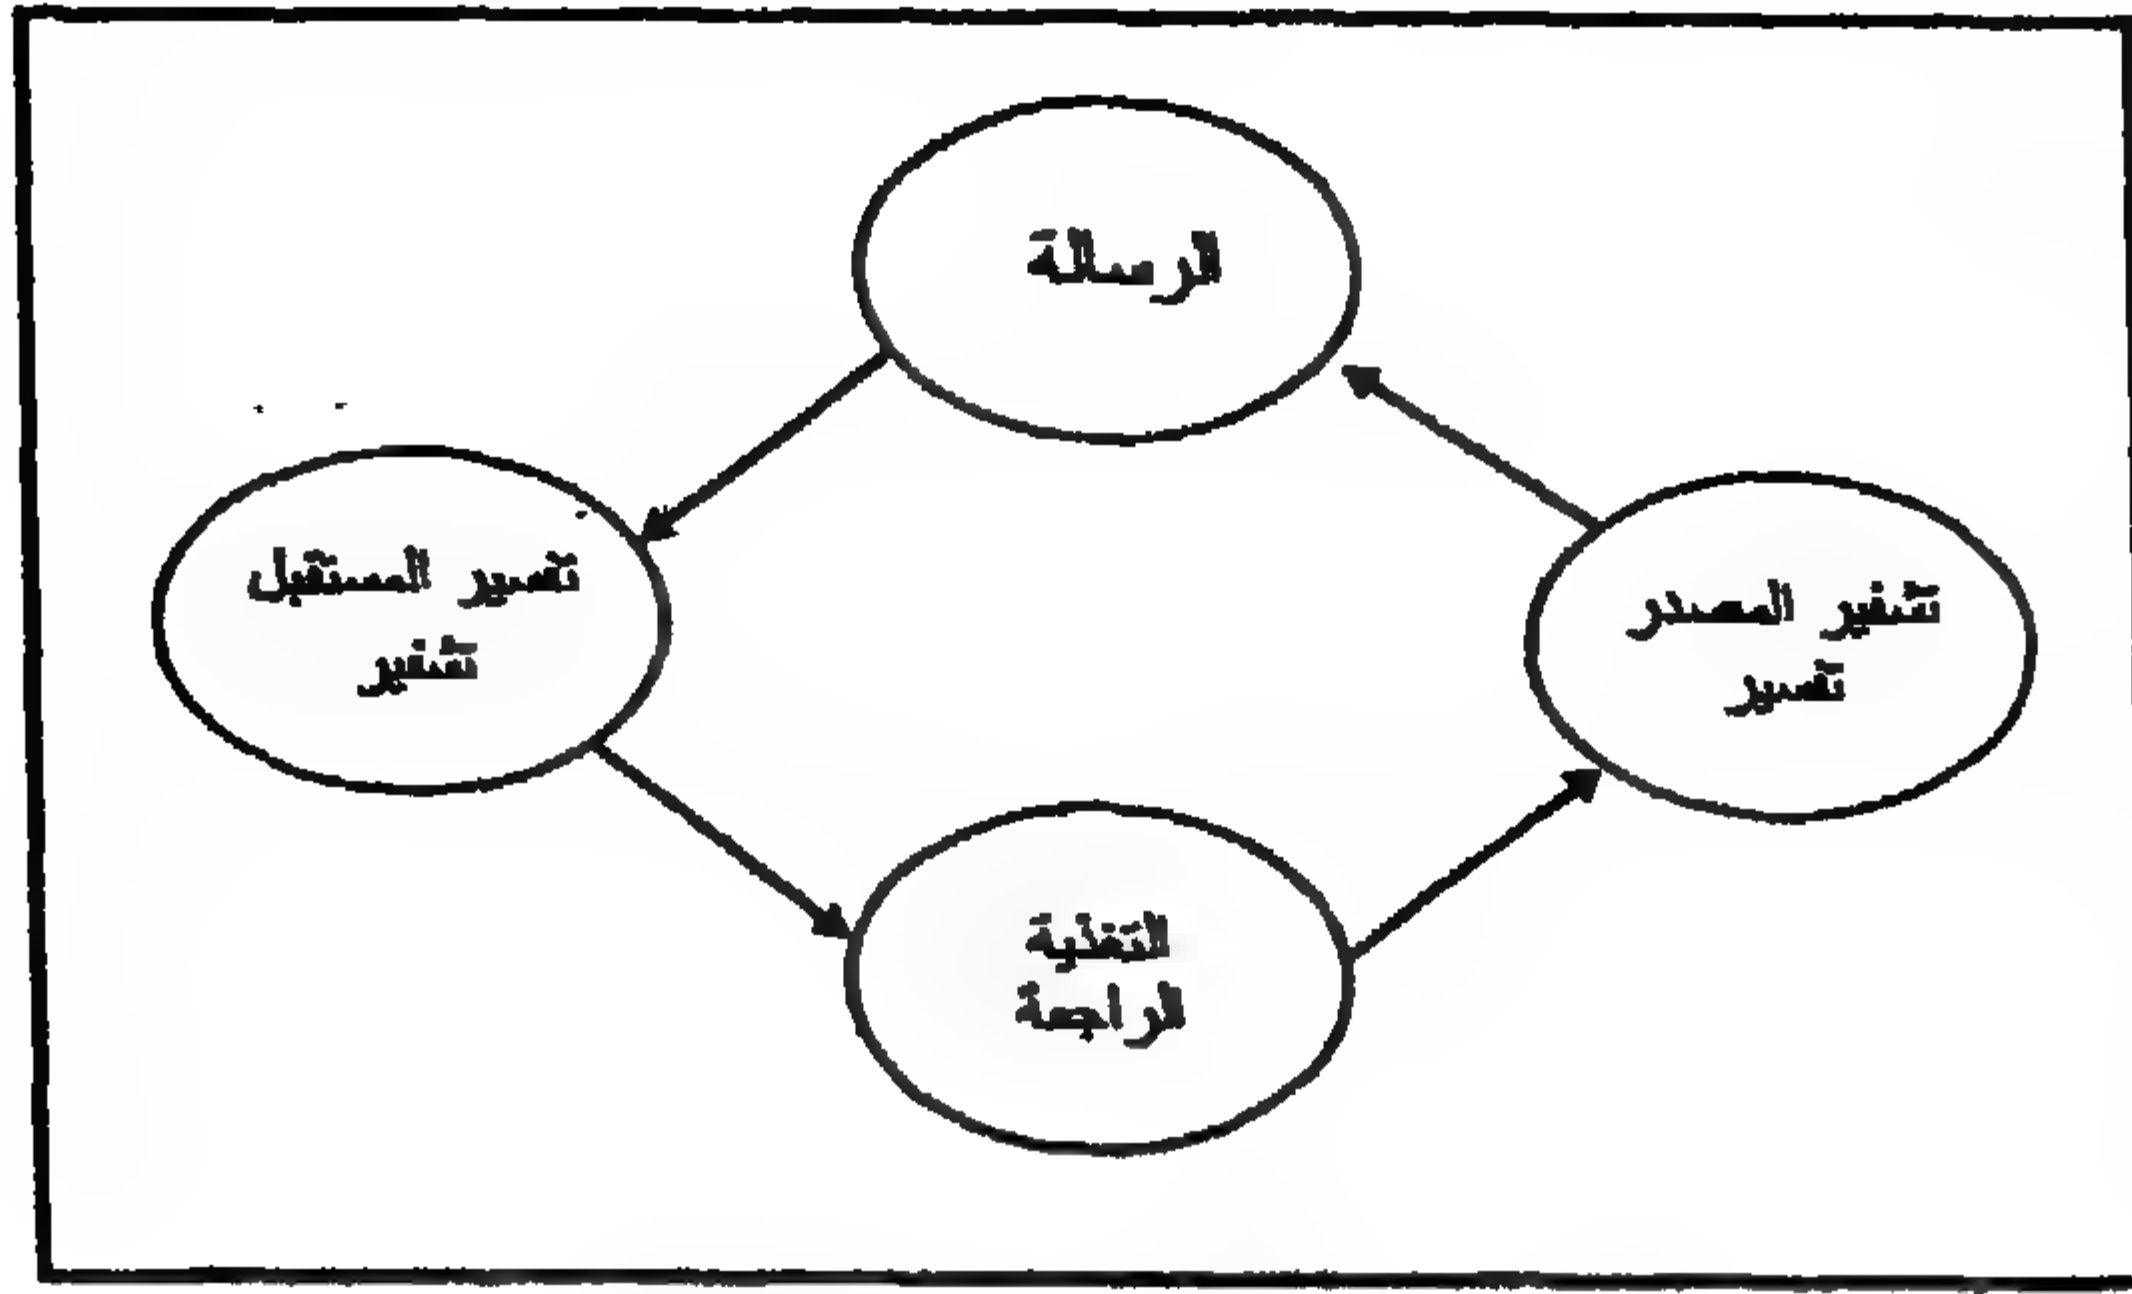 الرسالة
تشفير المصدر
تفسير
تفسير المستقبل
تشفير
التغذية
الراجعة